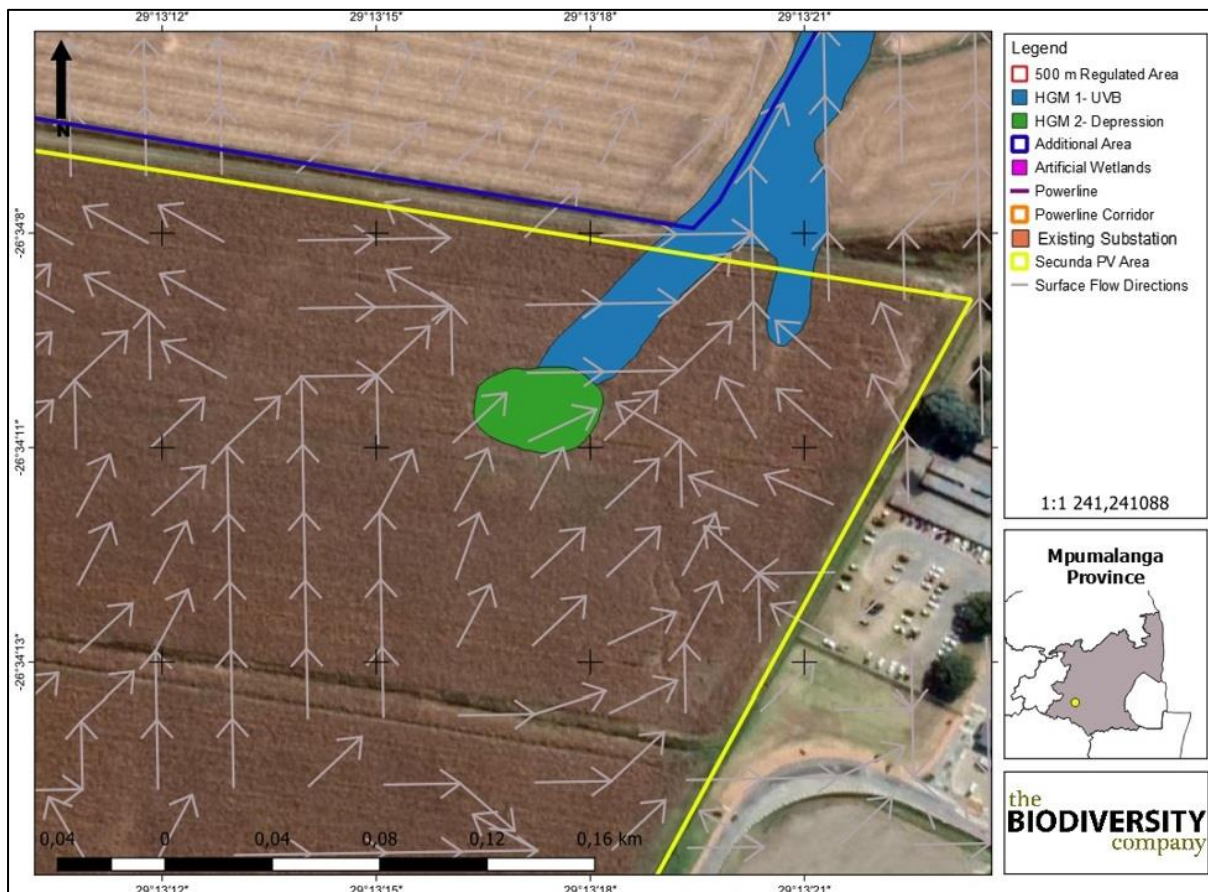 29°13'12"
29°13'15"
29°13'18"
29°13'21"
N
-26°34'8"
-26°34'11"
-26°34'13"
0,04
0
0,04
0,08
0,12
0,16 km
29°13'12"
29°13'15"
29°13'18"
29°13'21"
Legend
500 m Regulated Area
HGM 1- UVB
HGM 2- Depression
Additional Area
Artificial Wetlands
Powerline
Powerline Corridor
Existing Substation
Secunda PV Area
Surface Flow Directions
1:1 241,241088
Mpumalanga
Province
the
BIODIVERSITY
company